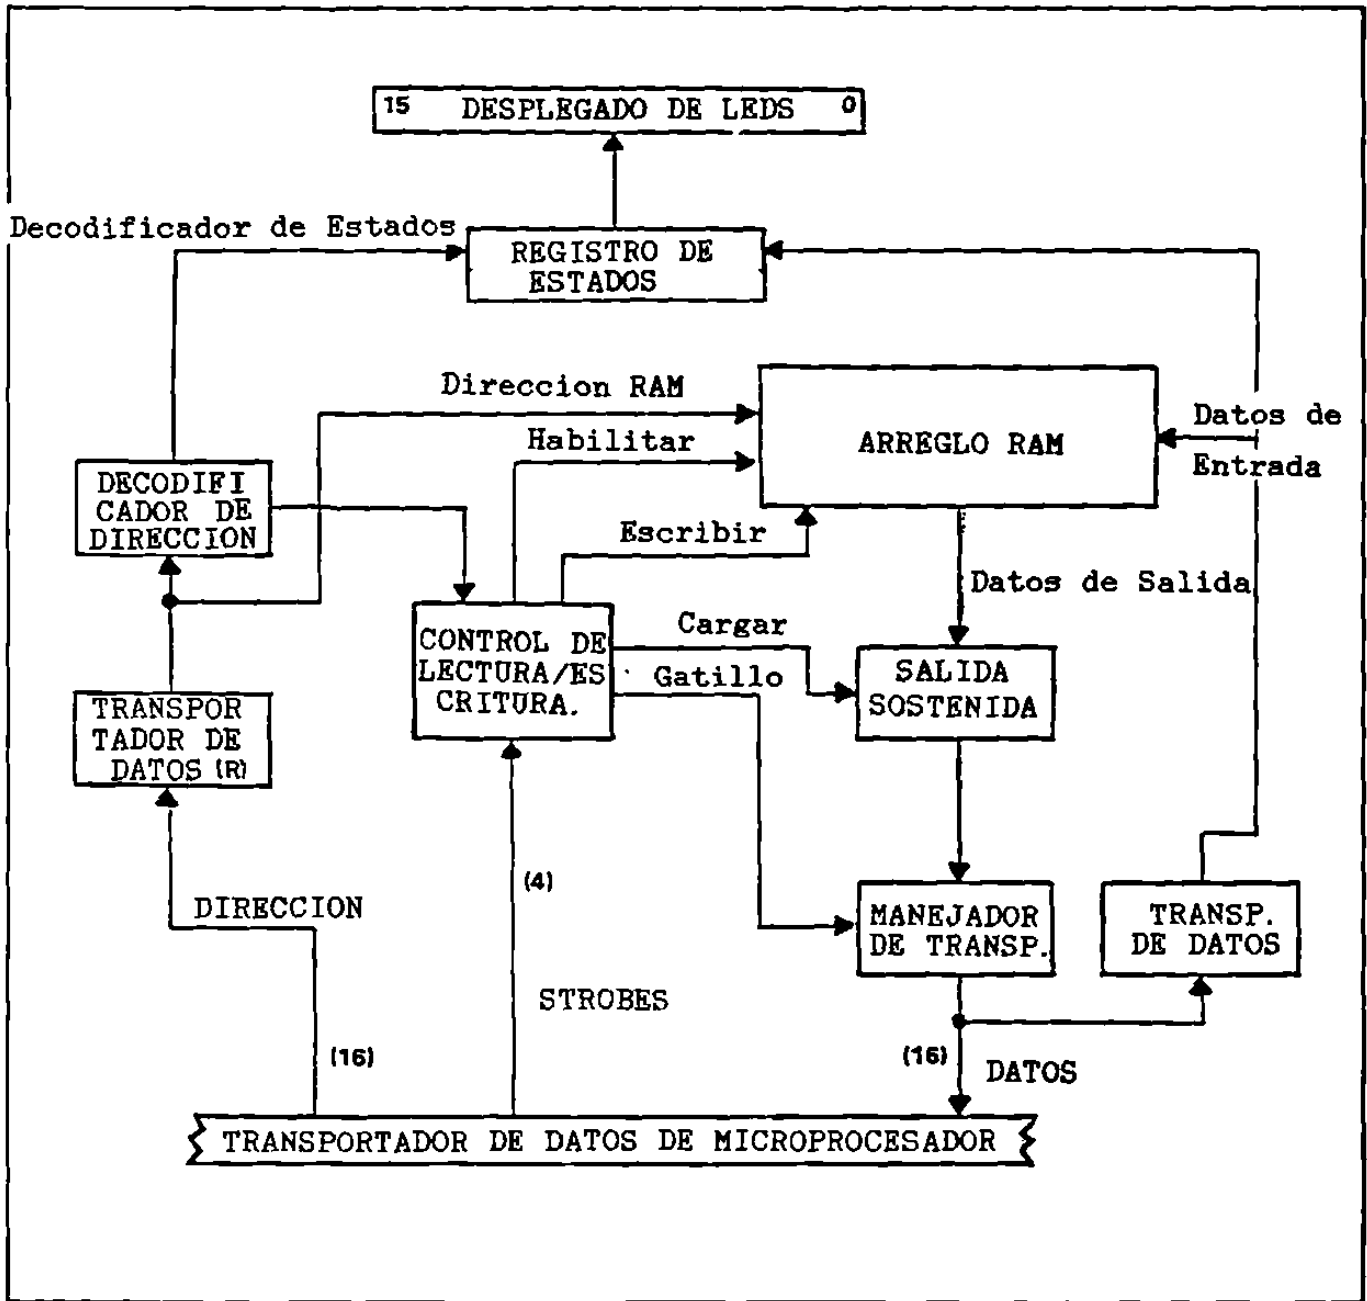 15 DESPLEGADO DE LEDS 0
Decodificador de Estados
REGISTRO DE
ESTADOS
Direccion RAM
Habilitar
ARREGLO RAM
Datos de
Entrada
DECODIFI
CADOR DE
DIRECCION
Escribir
Datos de Salida
CONTROL DE
LECTURA/ES
CRITURA.
Cargar
Gatillo
SALIDA
SOSTENIDA
TRANSPOR
TADOR DE
DATOS (R)
(4)
DIRECCION
MANEJADOR
DE TRANSP.
TRANSP.
DE DATOS
STROBES
(16)
(16)
DATOS
TRANSPORTADOR DE DATOS DE MICROPROCESADOR